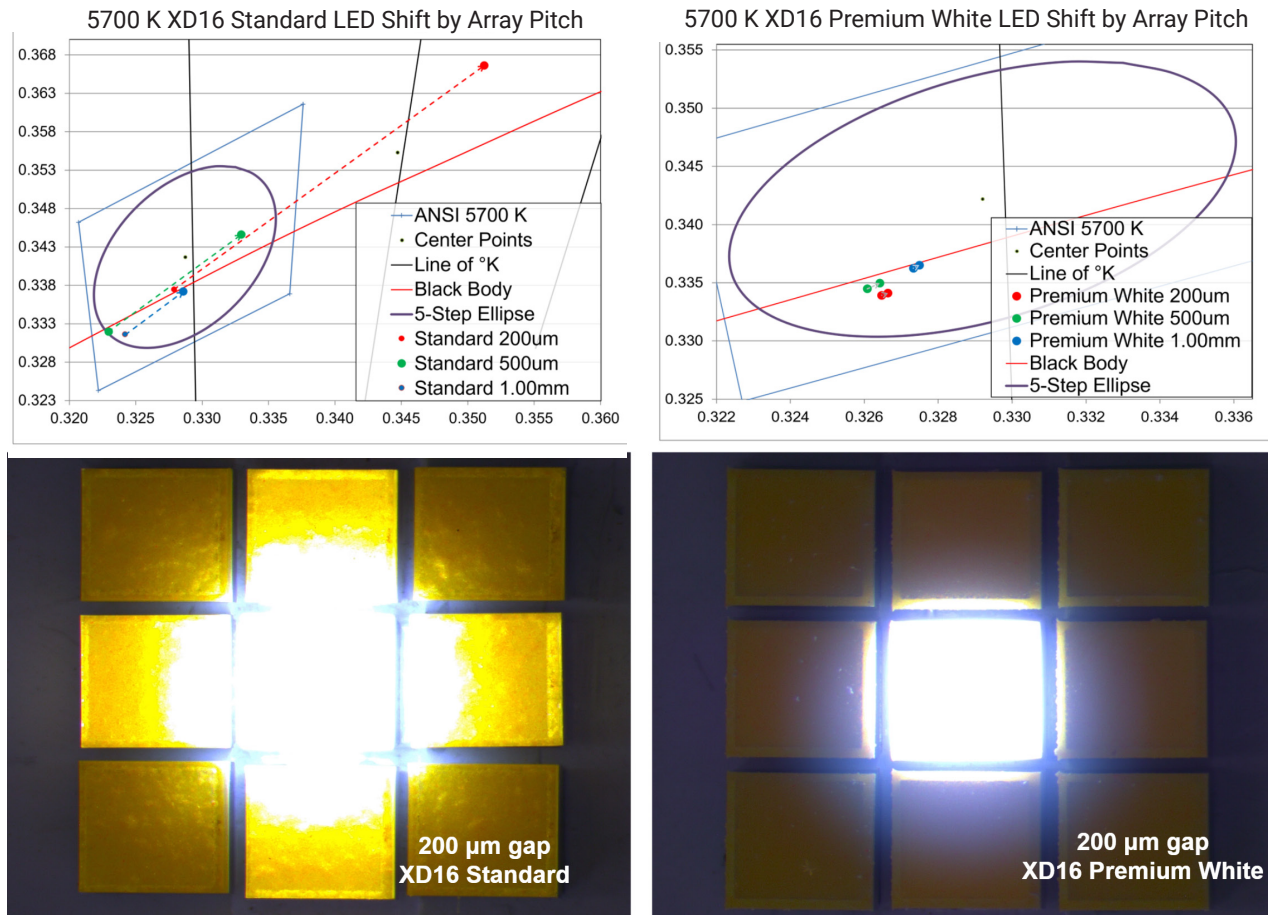 5700 K XD16 Standard LED Shift by Array Pitch
0.368
0.363
0.358
0.353
0.348
0.343
0.338
0.333
0.328
0.323
0.320
0.325
0.330
0.335
0.340
0.345
0.350
0.355
0.360
ANSI 5700 K
Center Points
Line of °K
Black Body
5-Step Ellipse
Standard 200um
Standard 500um
Standard 1.00mm
5700 K XD16 Premium White LED Shift by Array Pitch
0.355
0.350
0.345
0.340
0.335
0.330
0.325
0.322
0.324
0.326
0.328
0.330
0.332
0.334
0.336
ANSI 5700 K
Center Points
Line of °K
Premium White 200um
Premium White 500um
Premium White 1.00mm
Black Body
5-Step Ellipse
200 µm gap
XD16 Standard
200 µm gap
XD16 Premium White